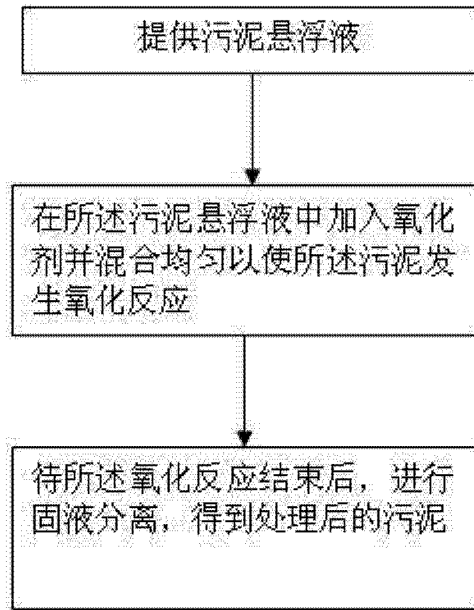 提供污泥悬浮液
在所述污泥悬浮液中加入氧化
剂并混合均匀以使所述污泥发
生氧化反应
待所述氧化反应结束后，进行
固液分离，得到处理后的污泥